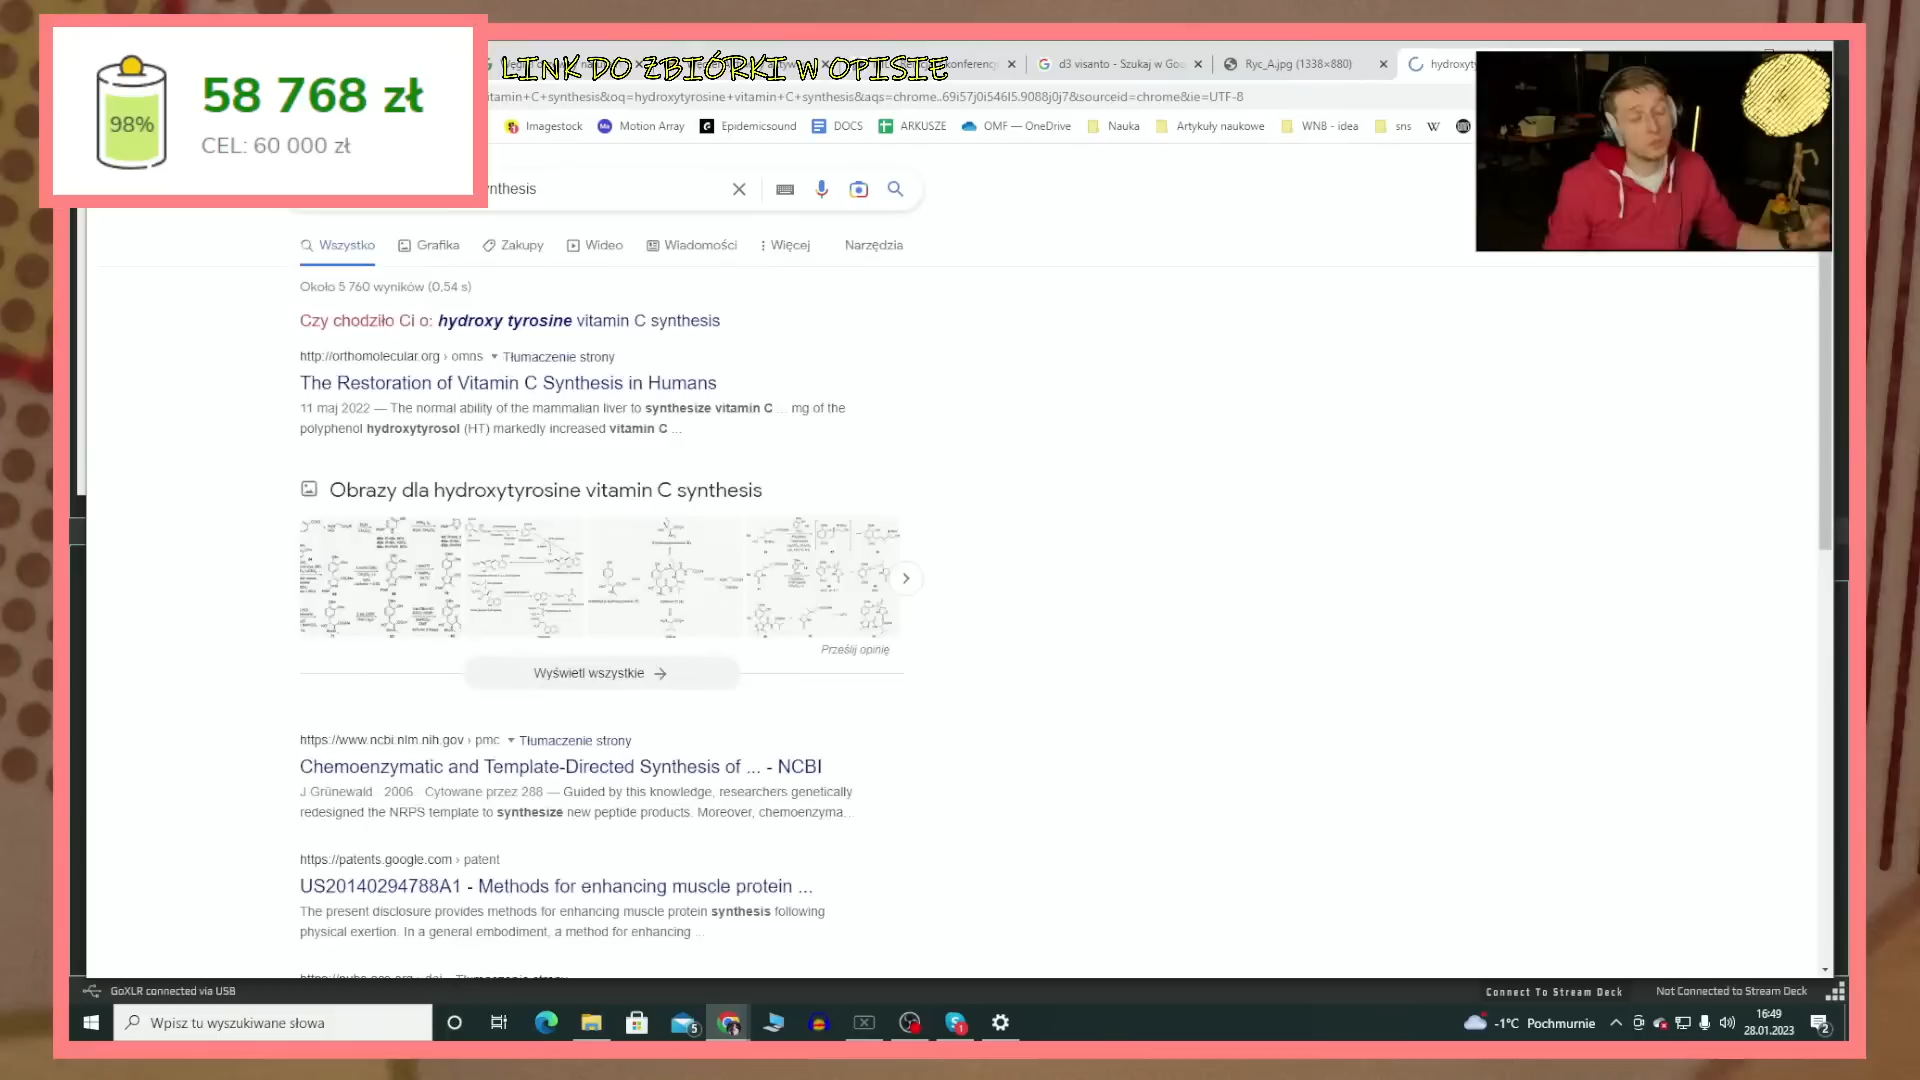 58 768 zł
98%
CEL: 60 000 zł
LINK DO ZBIÓRKI W OPISIE
konferenc
d3 visanto - Szukaj w Goo
Ryc_A.jpg (1338×880)
hydroxyty
itamin+C+synthesis&oq=hydroxytyrosine+vitamin+C+synthesis&aqs=chrome..69i57j0i546l5.9088j0j7&sourceid=chrome&ie=UTF-8
Imagestock
Motion Array
Epidemicsound
DOCS
ARKUSZE
OMF — OneDrive
Nauka
Artykuły naukowe
WNB - idea
sns
W
ynthesis
Wszystko
Grafika
Zakupy
Wideo
Wiadomości
Więcej
Narzędzia
Około 5 760 wyników (0,54 s)
Czy chodziło Ci o: hydroxy tyrosine vitamin C synthesis
http://orthomolecular.org › omns
Tłumaczenie strony
The Restoration of Vitamin C Synthesis in Humans
11 maj 2022 — The normal ability of the mammalian liver to synthesize vitamin C ... mg of the
polyphenol hydroxytyrosol (HT) markedly increased vitamin C ...
Obrazy dla hydroxytyrosine vitamin C synthesis
Prześlij opinię
Wyświetl wszystkie
https://www.ncbi.nlm.nih.gov › pmc
Tłumaczenie strony
Chemoenzymatic and Template-Directed Synthesis of ... - NCBI
J Grünewald 2006 Cytowane przez 288 — Guided by this knowledge, researchers genetically
redesigned the NRPS template to synthesize new peptide products. Moreover, chemoenzyma...
https://patents.google.com › patent
US20140294788A1 - Methods for enhancing muscle protein ...
The present disclosure provides methods for enhancing muscle protein synthesis following
physical exertion. In a general embodiment, a method for enhancing ...
GoXLR connected via USB
Connect To Stream Deck
Not Connected to Stream Deck
Wpisz tu wyszukiwane słowa
5
1
-1°C Pochmurnie
16:49
28.01.2023
2